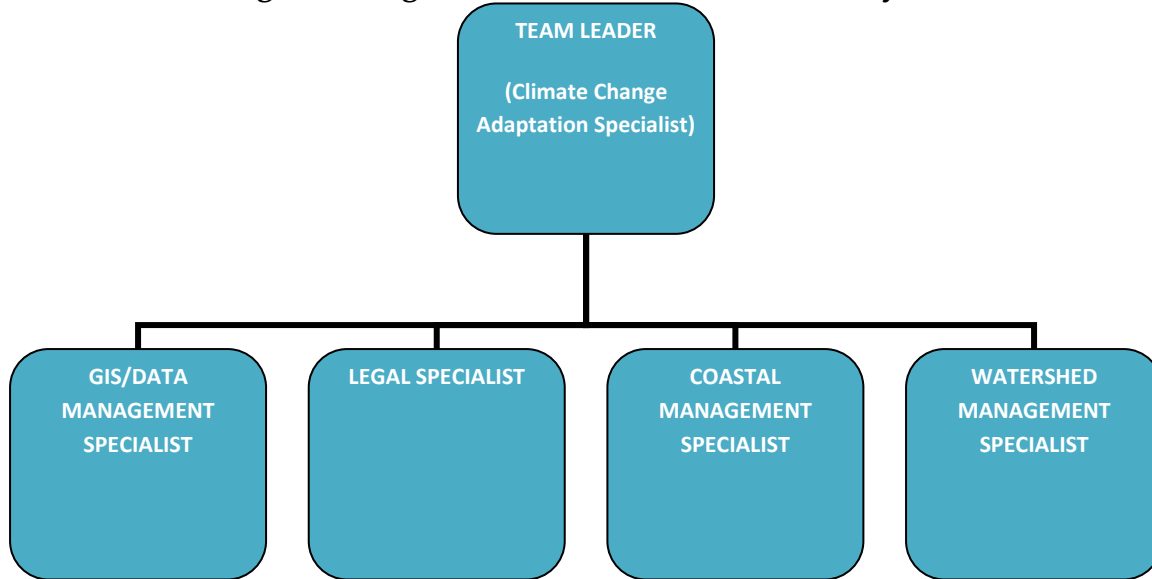 TEAM LEADER
(Climate Change
Adaptation Specialist)
GIS/DATA
MANAGEMENT
SPECIALIST
LEGAL SPECIALIST
COASTAL
MANAGEMENT
SPECIALIST
WATERSHED
MANAGEMENT
SPECIALIST